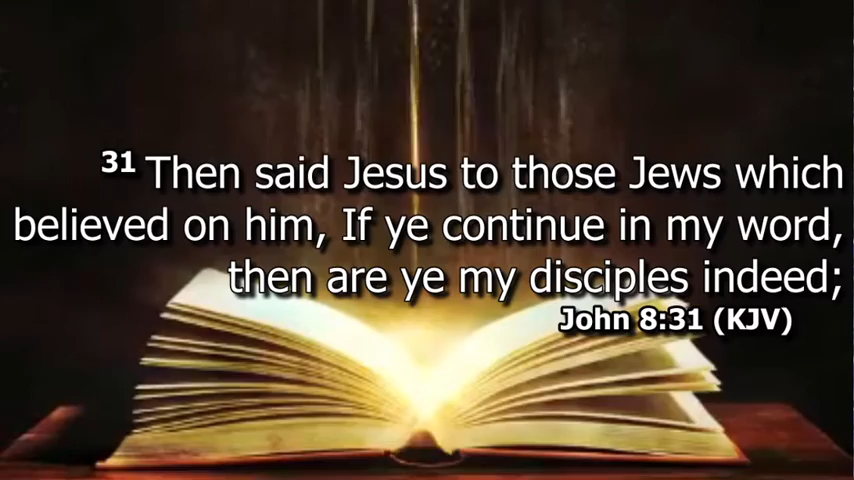 31 Then said Jesus to those Jews which
believed on him, If ye continue in my word,
then are ye my disciples indeed;
John 8:31 (KJV)